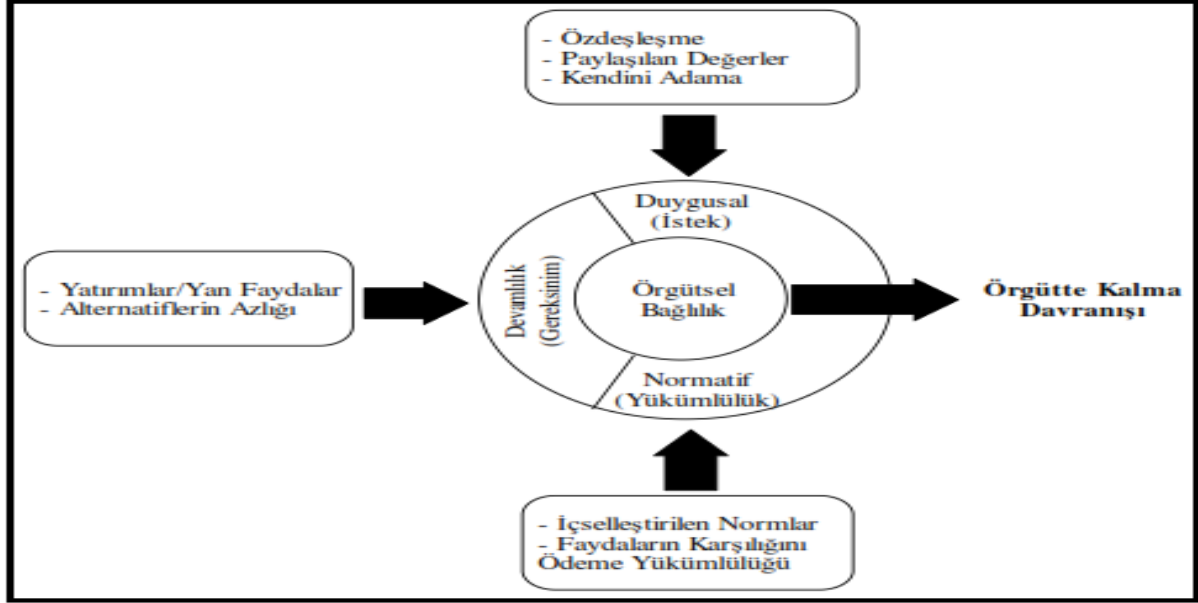 - Özdeşleşme
- Paylaşılan Değerler
- Kendini Adama
Duygusal
(İstek)
- Yatırımlar/Yan Faydalar
- Alternatiflerin Azlığı
Devamlılık
(Gereksinim)
Örgütsel
Bağlılık
Örgütte Kalma
Davranışı
Normatif
(Yükümlülük)
- İçselleştirilen Normlar
- Faydaların Karşılığını
Ödeme Yükümlülüğü